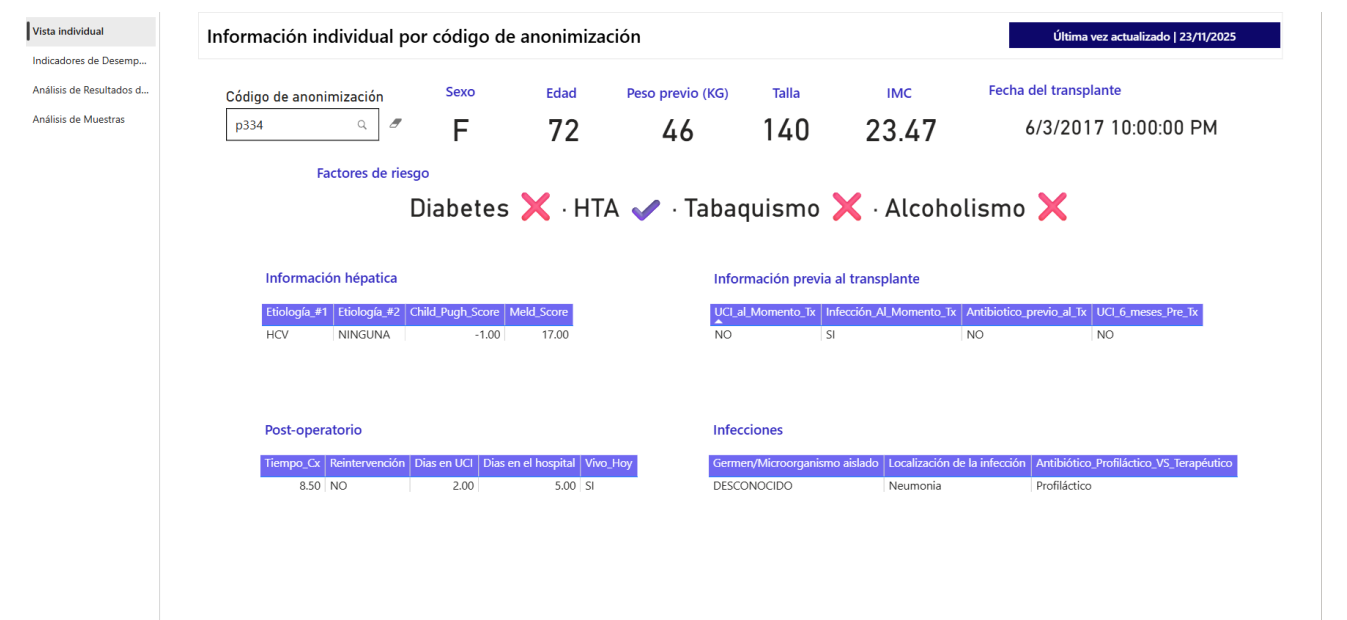 Vista individual
Indicadores de Desemp...
Análisis de Resultados d...
Análisis de Muestras
Información individual por código de anonimización
Última vez actualizado | 23/11/2025
Código de anonimización
p334
Sexo
F
Edad
72
Peso previo (KG)
46
Talla
140
IMC
23.47
Fecha del transplante
6/3/2017 10:00:00 PM
Factores de riesgo
Diabetes ❌ · HTA ✔ · Tabaquismo ❌ · Alcoholismo ❌
Información hépatica
Etiología_#1 Etiología_#2 Child_Pugh_Score Meld_Score
HCV NINGUNA -1.00 17.00
Información previa al transplante
UCI_al_Momento_Tx Infección_Al_Momento_Tx Antibiotico_previo_al_Tx UCI_6_meses_Pre_Tx
NO SI NO NO
Post-operatorio
Tiempo_Cx Reintervención Dias en UCI Dias en el hospital Vivo_Hoy
8.50 NO 2.00 5.00 SI
Infecciones
Germen/Microorganismo aislado Localización de la infección Antibiótico_Profiláctico_VS_Terapéutico
DESCONOCIDO Neumonia Profiláctico